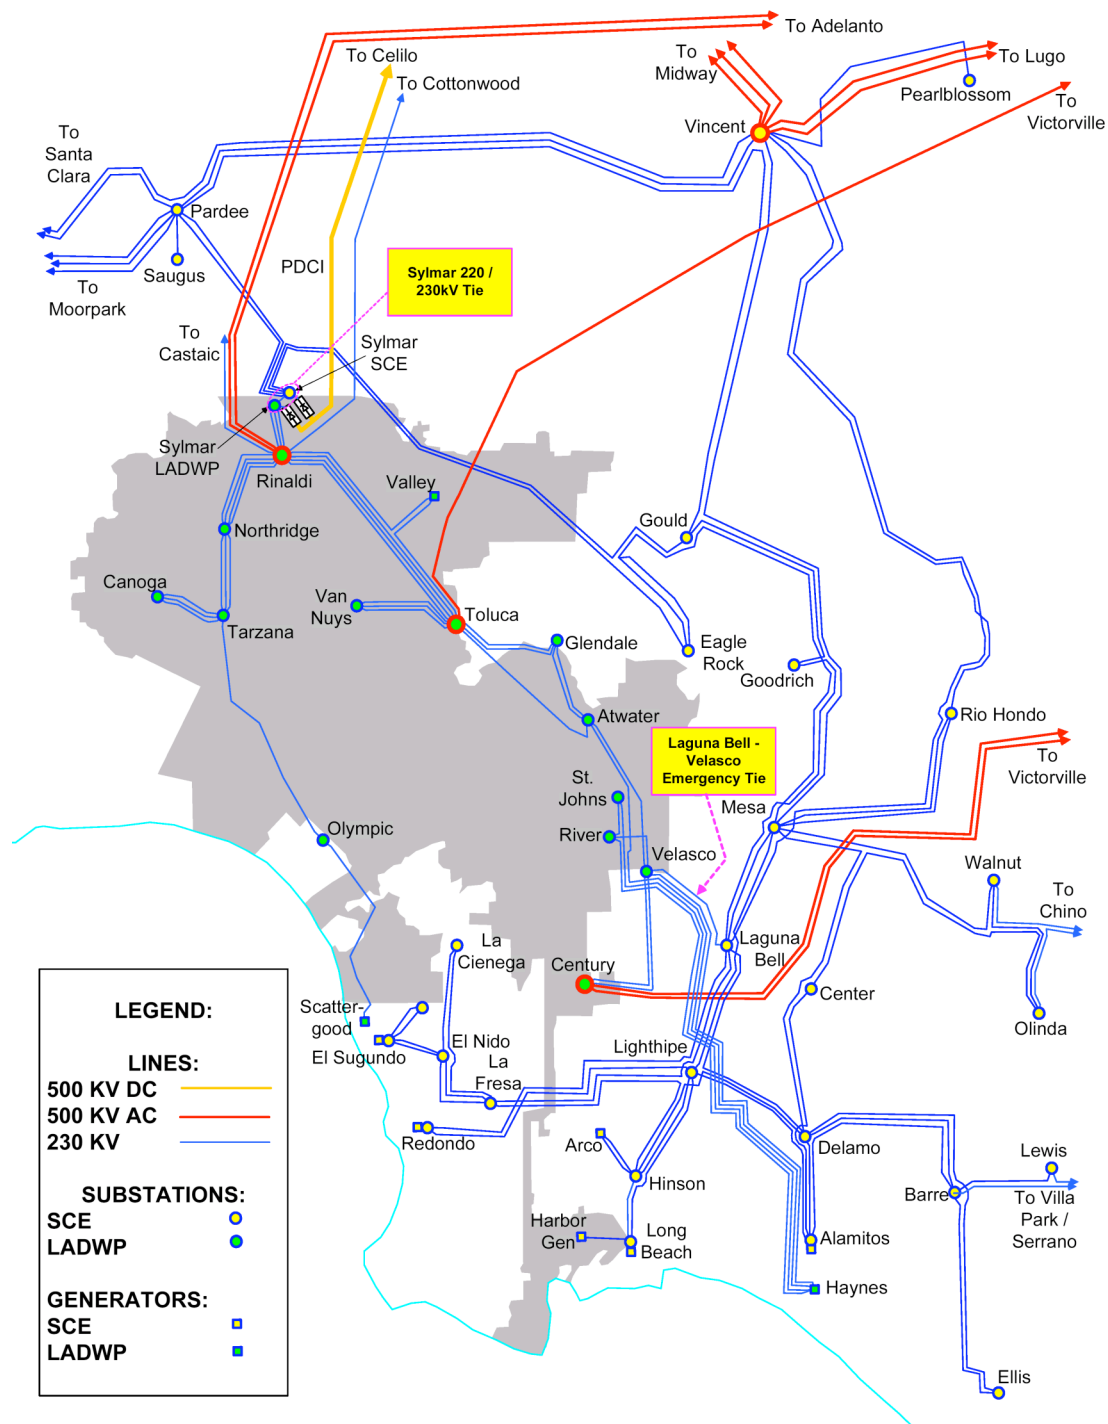 To Adelanto
To Celilo
To Cottonwood
To
Midway
To Lugo
Pearlblossom
To
Victorville
Vincent
To
Santa
Clara
Pardee
Saugus
To
Moorpark
PDCI
Sylmar 220 /
230kV Tie
To
Castaic
Sylmar
SCE
Sylmar
LADWP
Rinaldi
Valley
Northridge
Gould
Canoga
Van
Nuys
Tarzana
Toluca
Glendale
Eagle
Rock
Goodrich
Atwater
Rio Hondo
Laguna Bell -
Velasco
Emergency Tie
To
Victorville
St.
Johns
Mesa
Olympic
River
Velasco
Walnut
To
Chino
La
Cienega
Laguna
Bell
Century
Center
Olinda
Scatter-
good
El Sugundo
El Nido
La
Fresa
Lighthipe
Redondo
Arco
Delamo
Lewis
Hinson
Barre
To Villa
Park /
Serrano
Harbor
Gen
Long
Beach
Alamitos
Haynes
Ellis
LEGEND:
LINES:
500 KV DC
500 KV AC
230 KV
SUBSTATIONS:
SCE
LADWP
GENERATORS:
SCE
LADWP